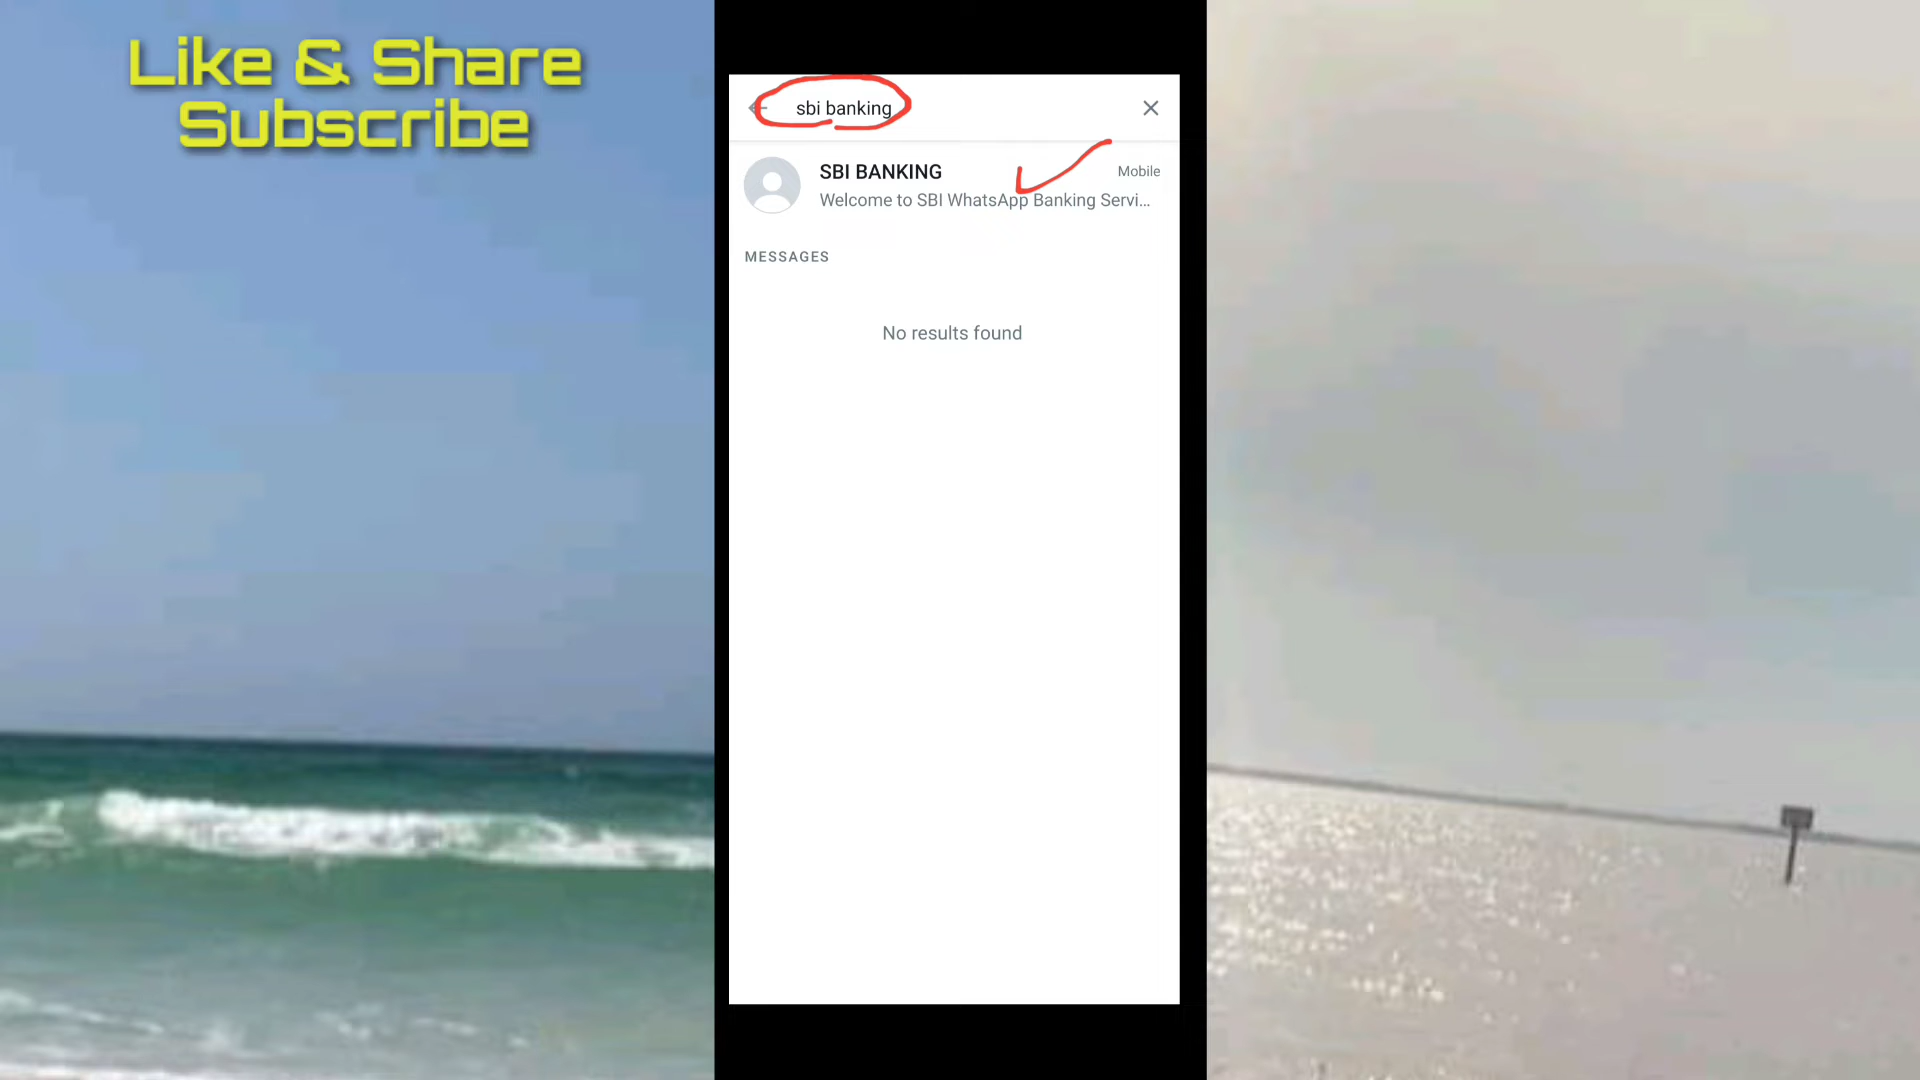 Like & Share
Subscribe
sbi banking
SBI BANKING
Mobile
Welcome to SBI WhatsApp Banking Servi...
MESSAGES
No results found